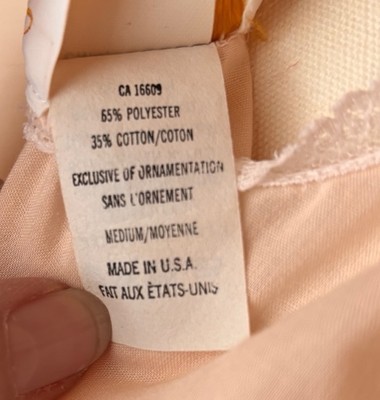 CA 16609
65% POLYESTER
35% COTTON/COTON
EXCLUSIVE OF ORNAMENTATION
SANS L'ORNEMENT
MEDIUM/MOYENNE
MADE IN U.S.A.
FAIT AUX ÈTATS-UNIS